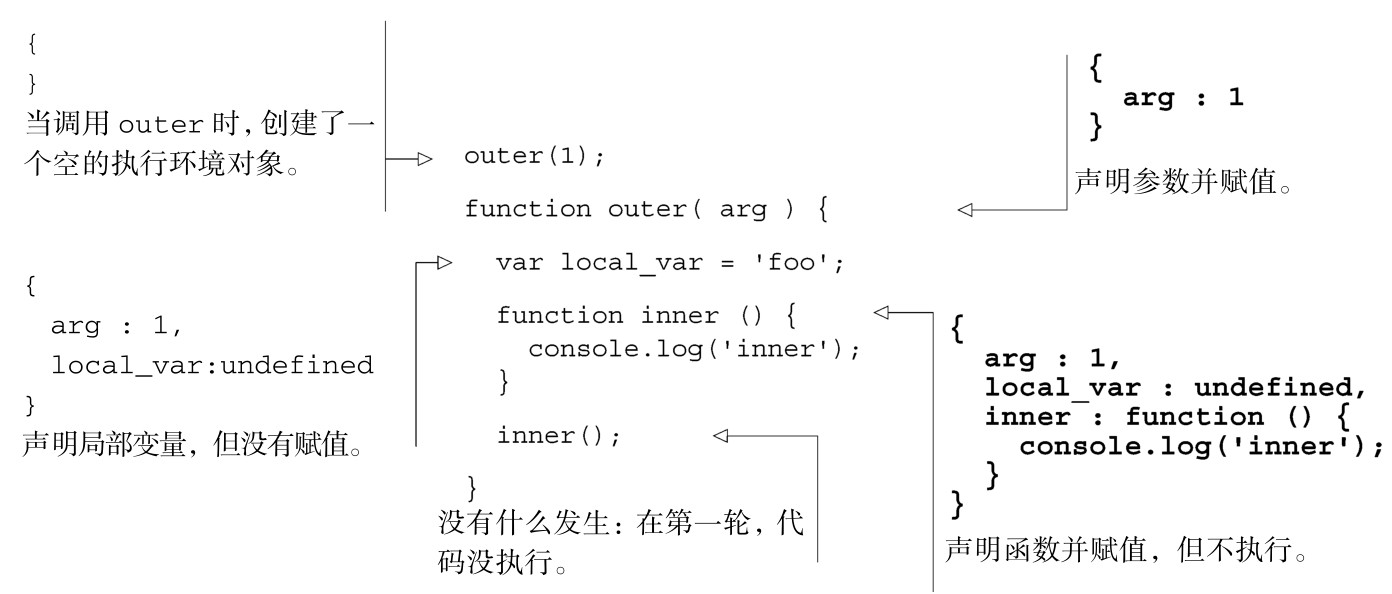 {
}
当调用 outer 时,创建了一
个空的执行环境对象。
outer(1);
function outer( arg ) {
{
  arg : 1
}
声明参数并赋值。
  var local_var = 'foo';
{
  arg : 1,
  local_var:undefined
}
声明局部变量,但没有赋值。
  function inner () {
    console.log('inner');
  }
{
  arg : 1,
  local_var : undefined,
  inner : function () {
    console.log('inner');
  }
}
声明函数并赋值,但不执行。
  inner();
}
没有什么发生:在第一轮,代
码没执行。